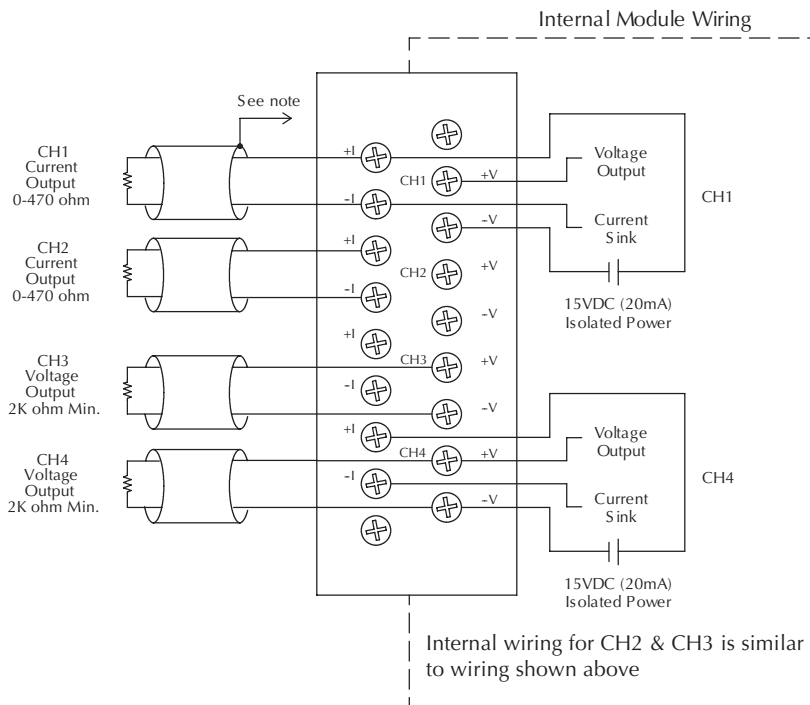 Internal Module Wiring
See note
CH1
Current
Output
0-470 ohm
CH2
Current
Output
0-470 ohm
CH3
Voltage
Output
2K ohm Min.
CH4
Voltage
Output
2K ohm Min.
+I
CH1
+V
-I
-V
+I
CH2
+V
-I
-V
+I
CH3
+V
-I
-V
+I
CH4
+V
-I
-V
Voltage
Output
CH1
Current
Sink
15VDC (20mA)
Isolated Power
Voltage
Output
CH4
Current
Sink
15VDC (20mA)
Isolated Power
Internal wiring for CH2 & CH3 is similar
to wiring shown above